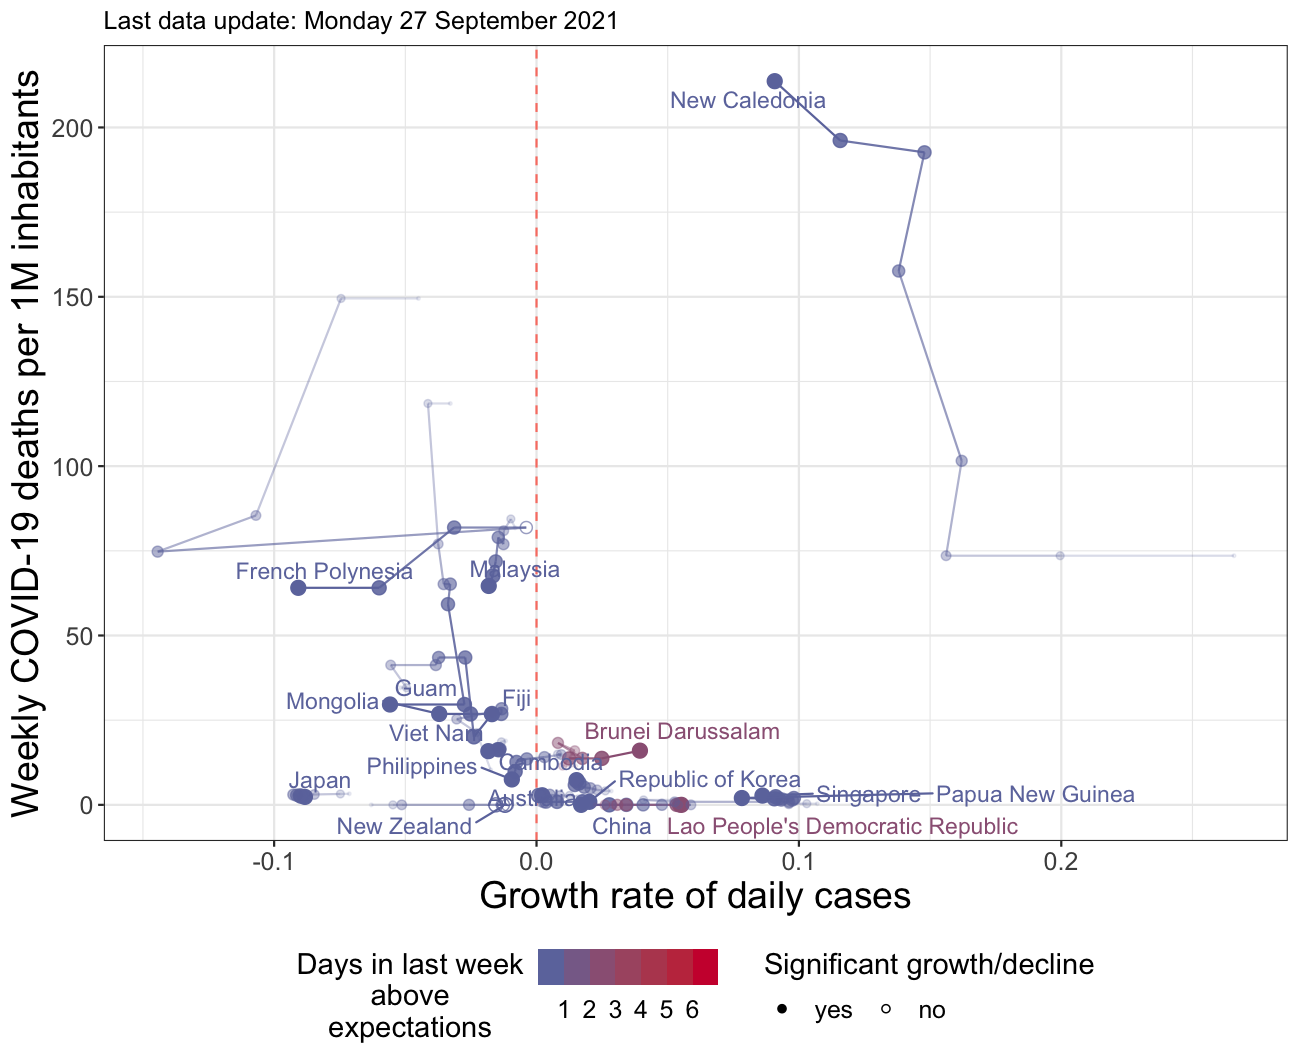 Last data update: Monday 27 September 2021
Weekly COVID-19 deaths per 1M inhabitants
200
150
100
50
0
New Caledonia
French Polynesia
Malaysia
Guam
Mongolia
Fiji
Viet Nam
Brunei Darussalam
Philippines
Cambodia
Japan
Republic of Korea
Australia
Singapore
Papua New Guinea
New Zealand
China
Lao People's Democratic Republic
-0.1
0.0
0.1
0.2
Growth rate of daily cases
Days in last week
above
expectations
1 2 3 4 5 6
Significant growth/decline
yes
no